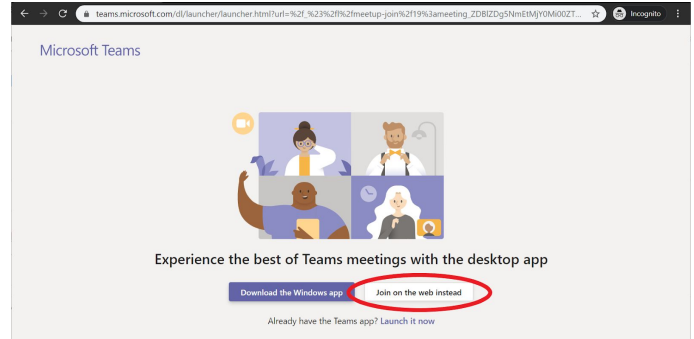 teams.microsoft.com/dl/launcher/launcher.html?url=%2f_%23%2fl%2fmeetup-join%2f19%3ameeting_ZDBlZDg5NmEtMjY0Mi00ZT...
Incognito
Microsoft Teams
Experience the best of Teams meetings with the desktop app
Download the Windows app
Join on the web instead
Already have the Teams app? Launch it now